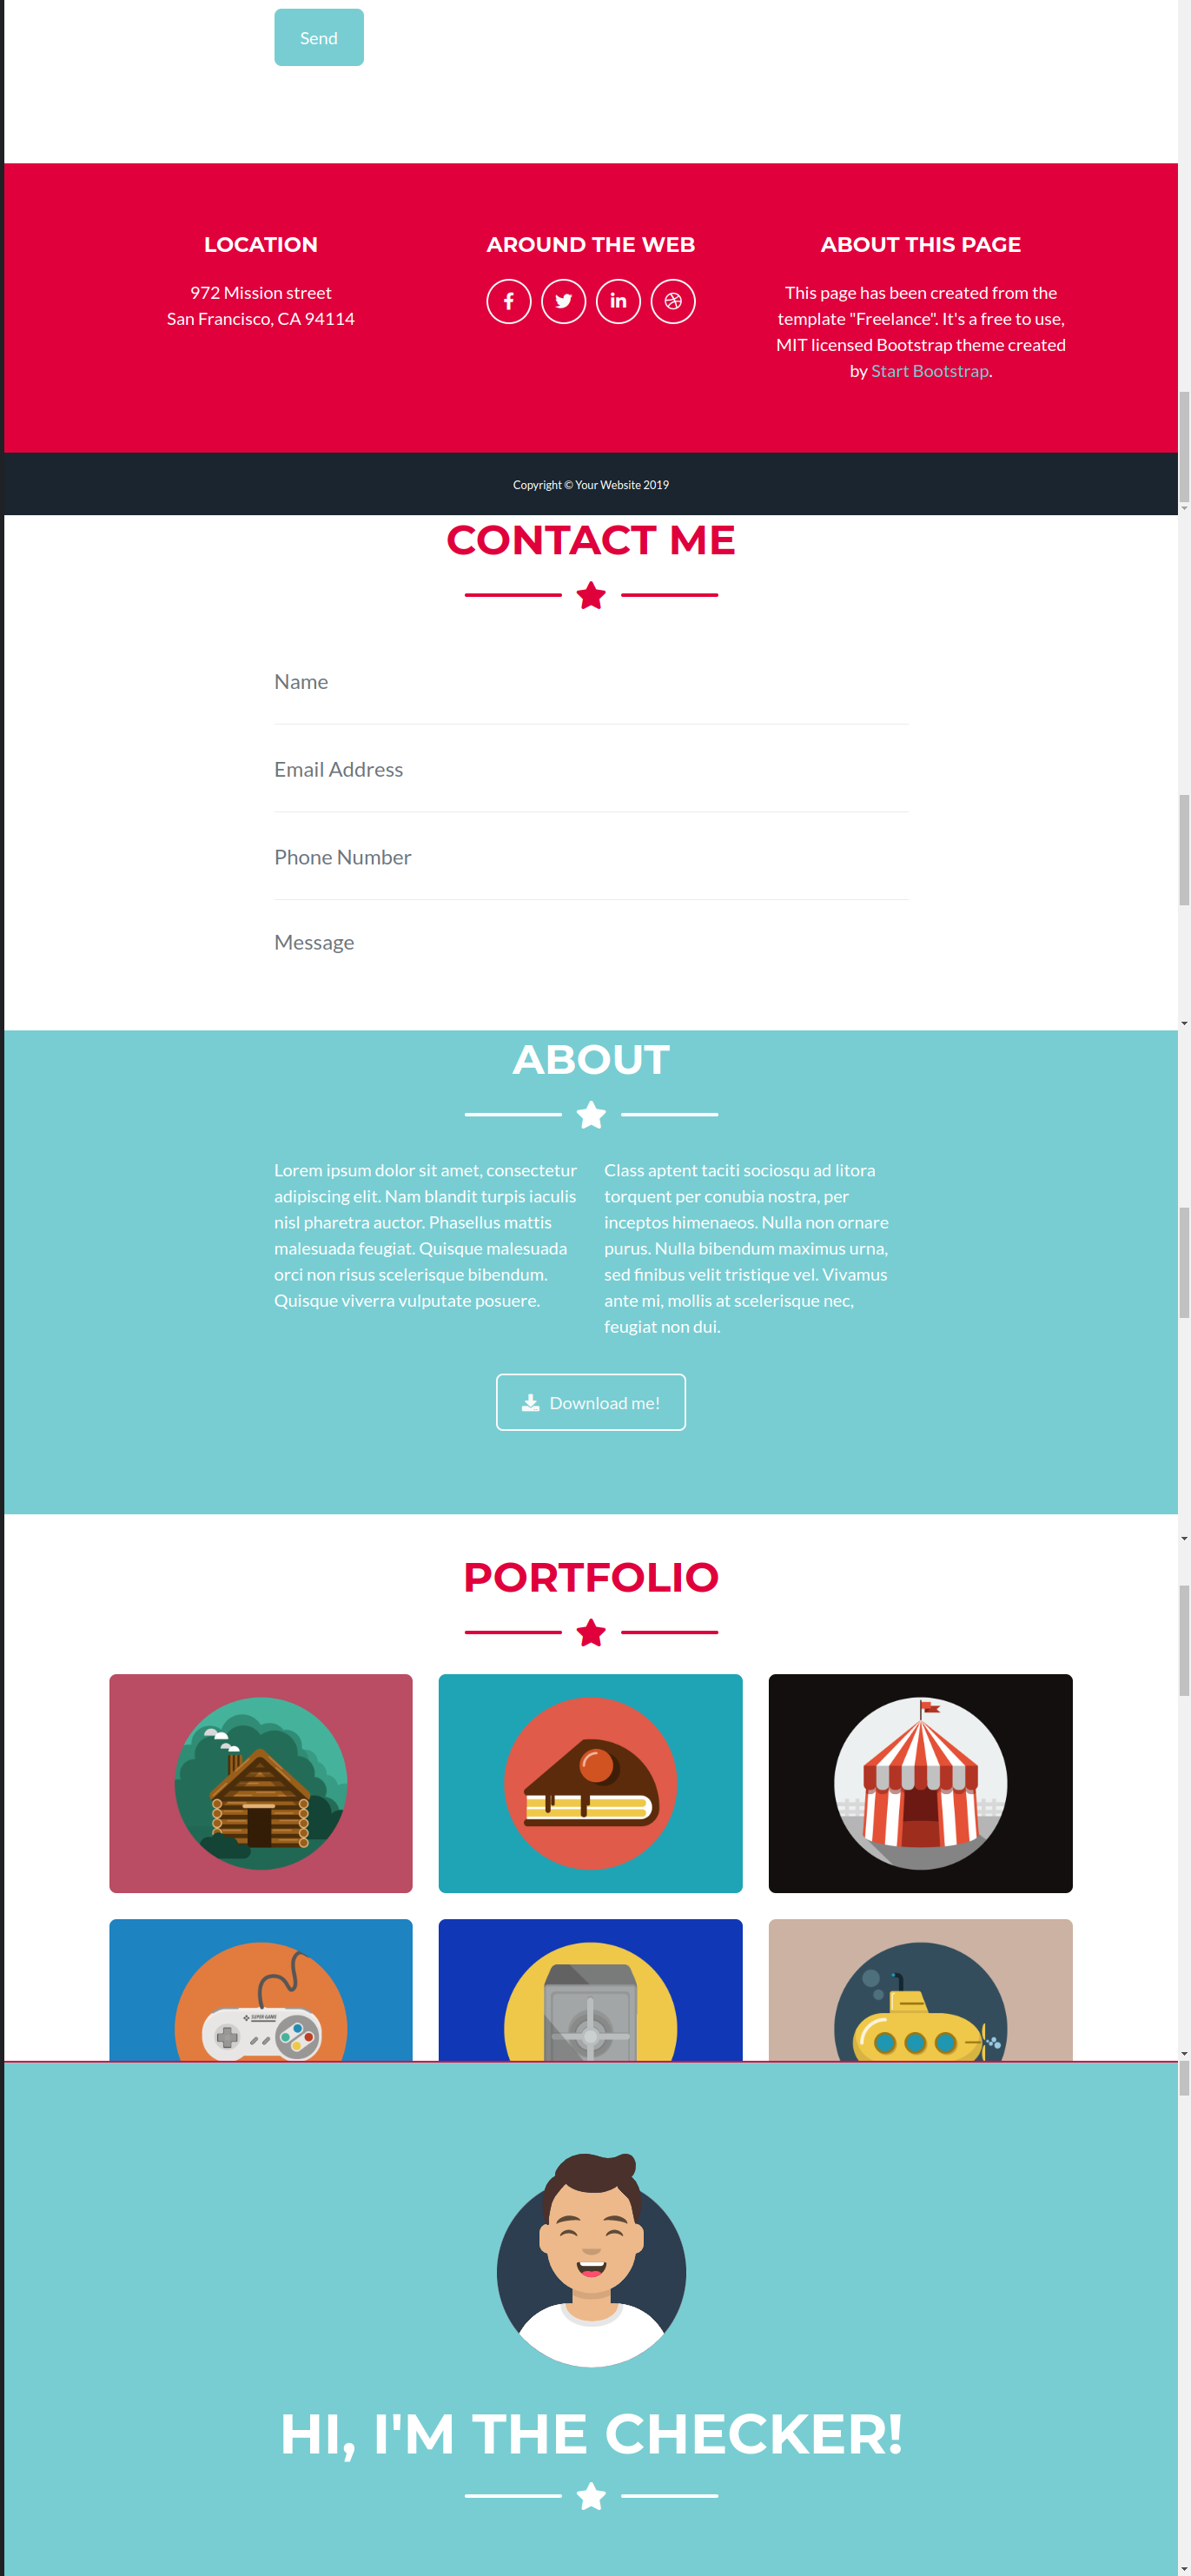 Send
LOCATION
972 Mission street
San Francisco, CA 94114
AROUND THE WEB
ABOUT THIS PAGE
This page has been created from the
template "Freelance". It's a free to use,
MIT licensed Bootstrap theme created
by Start Bootstrap.
Copyright © Your Website 2019
CONTACT ME
Name
Email Address
Phone Number
Message
ABOUT
Lorem ipsum dolor sit amet, consectetur
adipiscing elit. Nam blandit turpis iaculis
nisl pharetra auctor. Phasellus mattis
malesuada feugiat. Quisque malesuada
orci non risus scelerisque bibendum.
Quisque viverra vulputate posuere.
Class aptent taciti sociosqu ad litora
torquent per conubia nostra, per
inceptos himenaeos. Nulla non ornare
purus. Nulla bibendum maximus urna,
sed finibus velit tristique vel. Vivamus
ante mi, mollis at scelerisque nec,
feugiat non dui.
Download me!
PORTFOLIO
SUPER GAME
HI, I'M THE CHECKER!